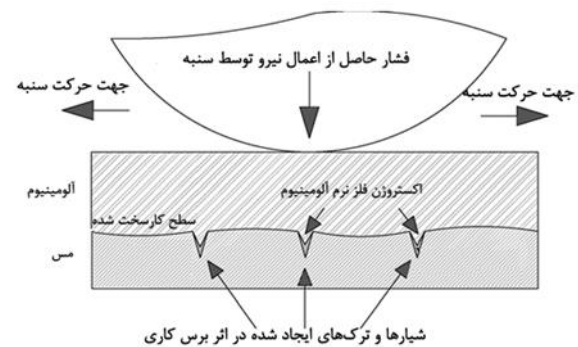 فشار حاصل از اعمال نیرو توسط سنبه
جهت حرکت سنبه
جهت حرکت سنبه
آلومینیوم
اکستروژن فلز نرم آلومینیوم
سطح کارسخت شده
مس
شیارها و ترک‌های ایجاد شده در اثر برس کاری